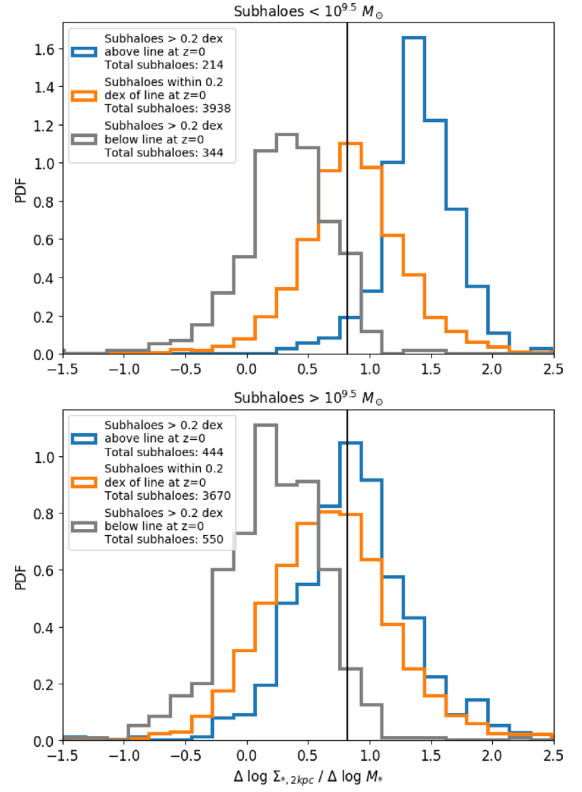 Subhaloes < 10^9.5 M⊙
Subhaloes > 0.2 dex
above line at z=0
Total subhaloes: 214
Subhaloes within 0.2
dex of line at z=0
Total subhaloes: 3938
Subhaloes > 0.2 dex
below line at z=0
Total subhaloes: 344
PDF
1.6
1.4
1.2
1.0
0.8
0.6
0.4
0.2
0.0
−1.5 −1.0 −0.5 0.0 0.5 1.0 1.5 2.0 2.5
Subhaloes > 10^9.5 M⊙
Subhaloes > 0.2 dex
above line at z=0
Total subhaloes: 444
Subhaloes within 0.2
dex of line at z=0
Total subhaloes: 3670
Subhaloes > 0.2 dex
below line at z=0
Total subhaloes: 550
PDF
1.0
0.8
0.6
0.4
0.2
0.0
−1.5 −1.0 −0.5 0.0 0.5 1.0 1.5 2.0 2.5
Δ log Σ*, 2kpc / Δ log M*